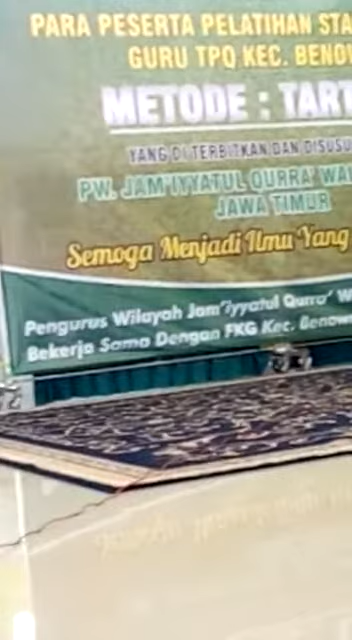 PARA PESERTA PELATIHAN STA
GURU TPQ KEC. BENOW
METODE : TART
YANG DI TERBITKAN DAN DISUSU
PW. JAM'IYYATUL QURRA' WA
JAWA TIMUR
Semoga Menjadi Ilmu Yang
Pengurus Wilayah Jam'iyyatul Qurro' W
Bekerja Sama Dengan FKG Kec. Benow